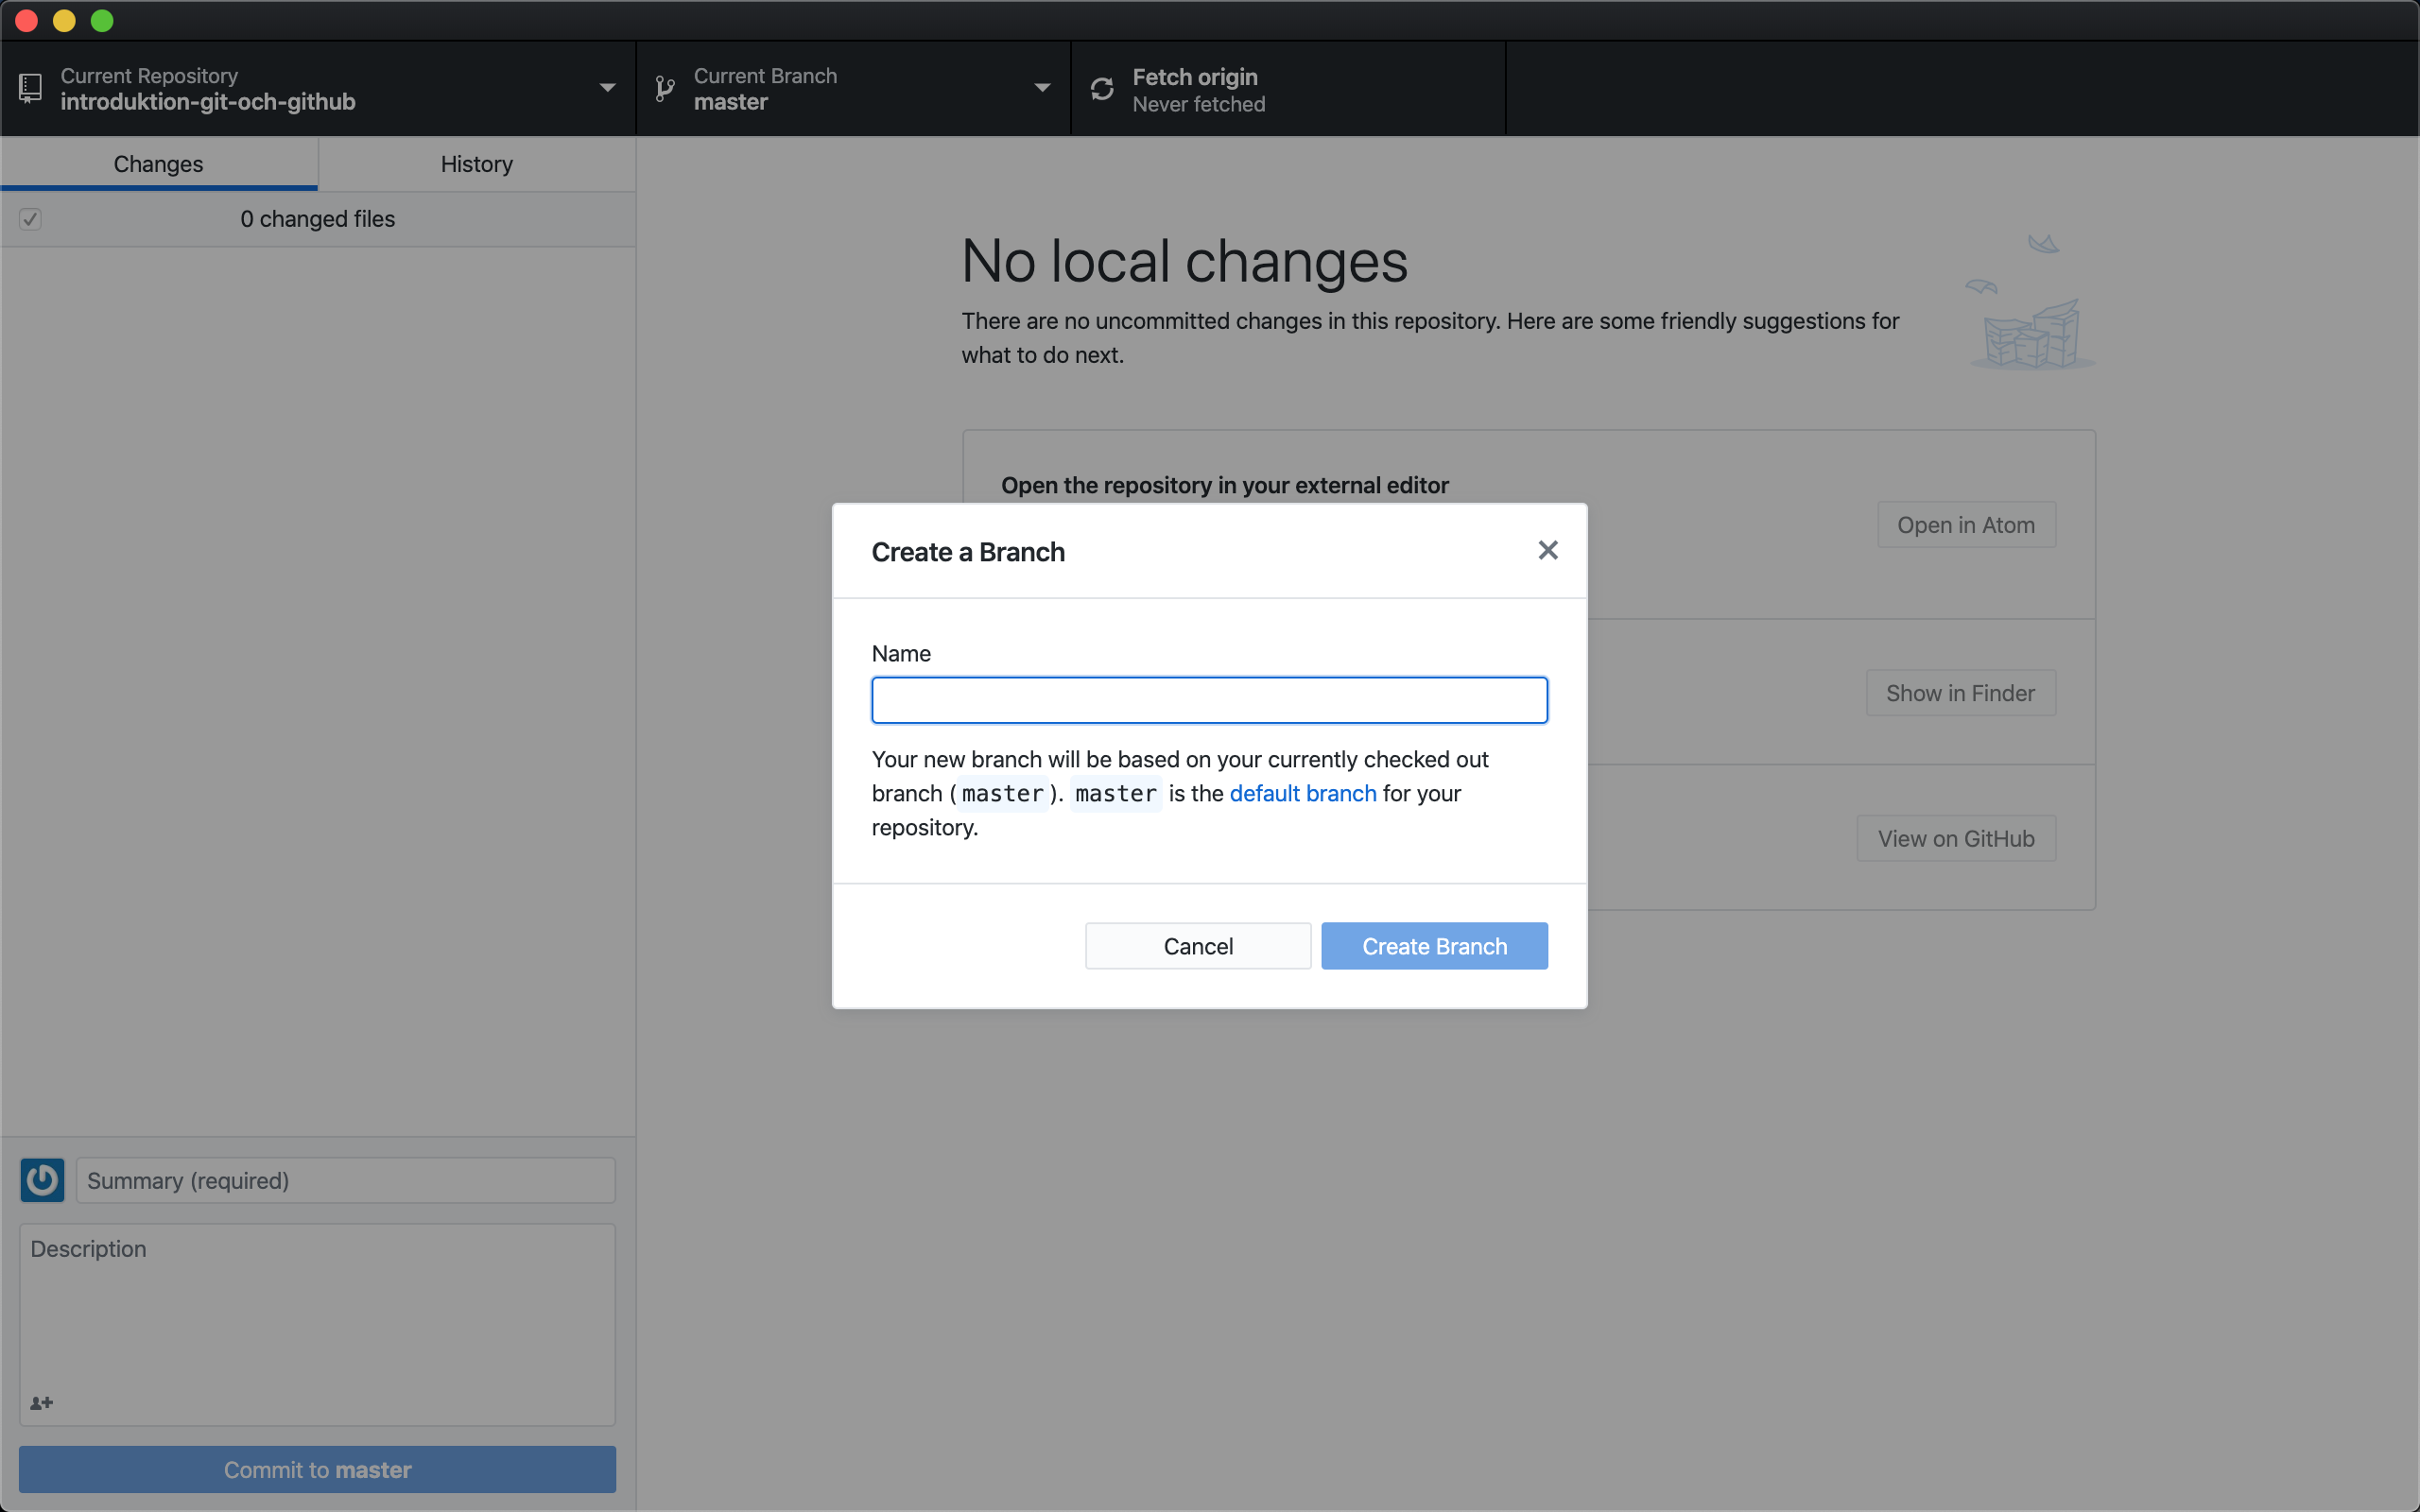 Current Repository
introduktion-git-och-github
Current Branch
master
Fetch origin
Never fetched
Changes
History
0 changed files
No local changes
There are no uncommitted changes in this repository. Here are some friendly suggestions for
what to do next.
Open the repository in your external editor
Open in Atom
Show in Finder
View on GitHub
Create a Branch
Name
Your new branch will be based on your currently checked out
branch (master). master is the default branch for your
repository.
Cancel
Create Branch
Summary (required)
Description
Commit to master